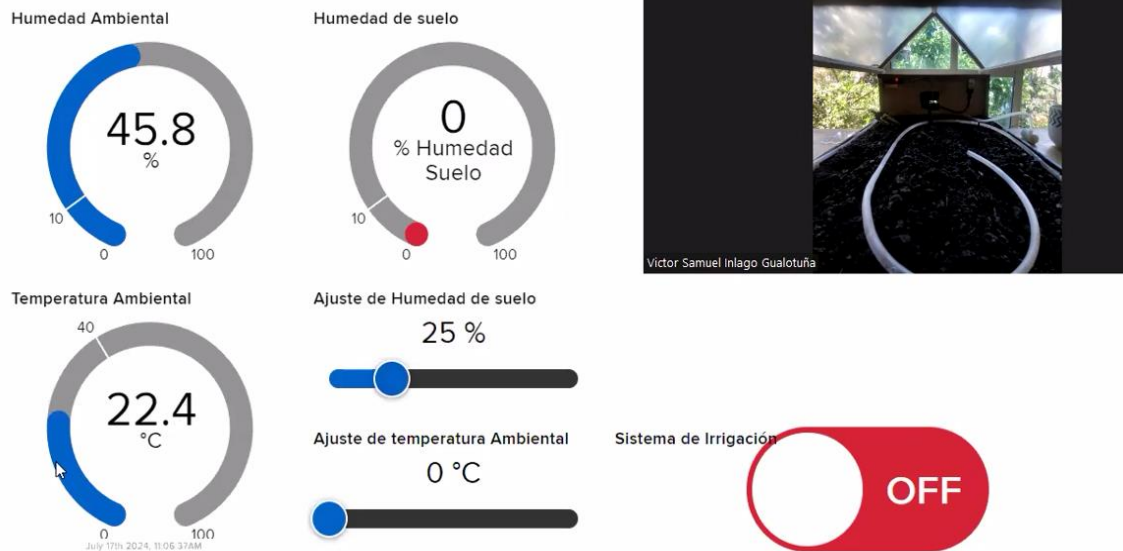 Humedad Ambiental
45.8
%
10
0
100
Humedad de suelo
0
% Humedad
Suelo
10
0
100
Victor Samuel Inlago Gualotuña
Temperatura Ambiental
40
22.4
°C
0
100
July 17th 2024, 11:06:37AM
Ajuste de Humedad de suelo
25 %
Ajuste de temperatura Ambiental
0 °C
Sistema de Irrigación
OFF